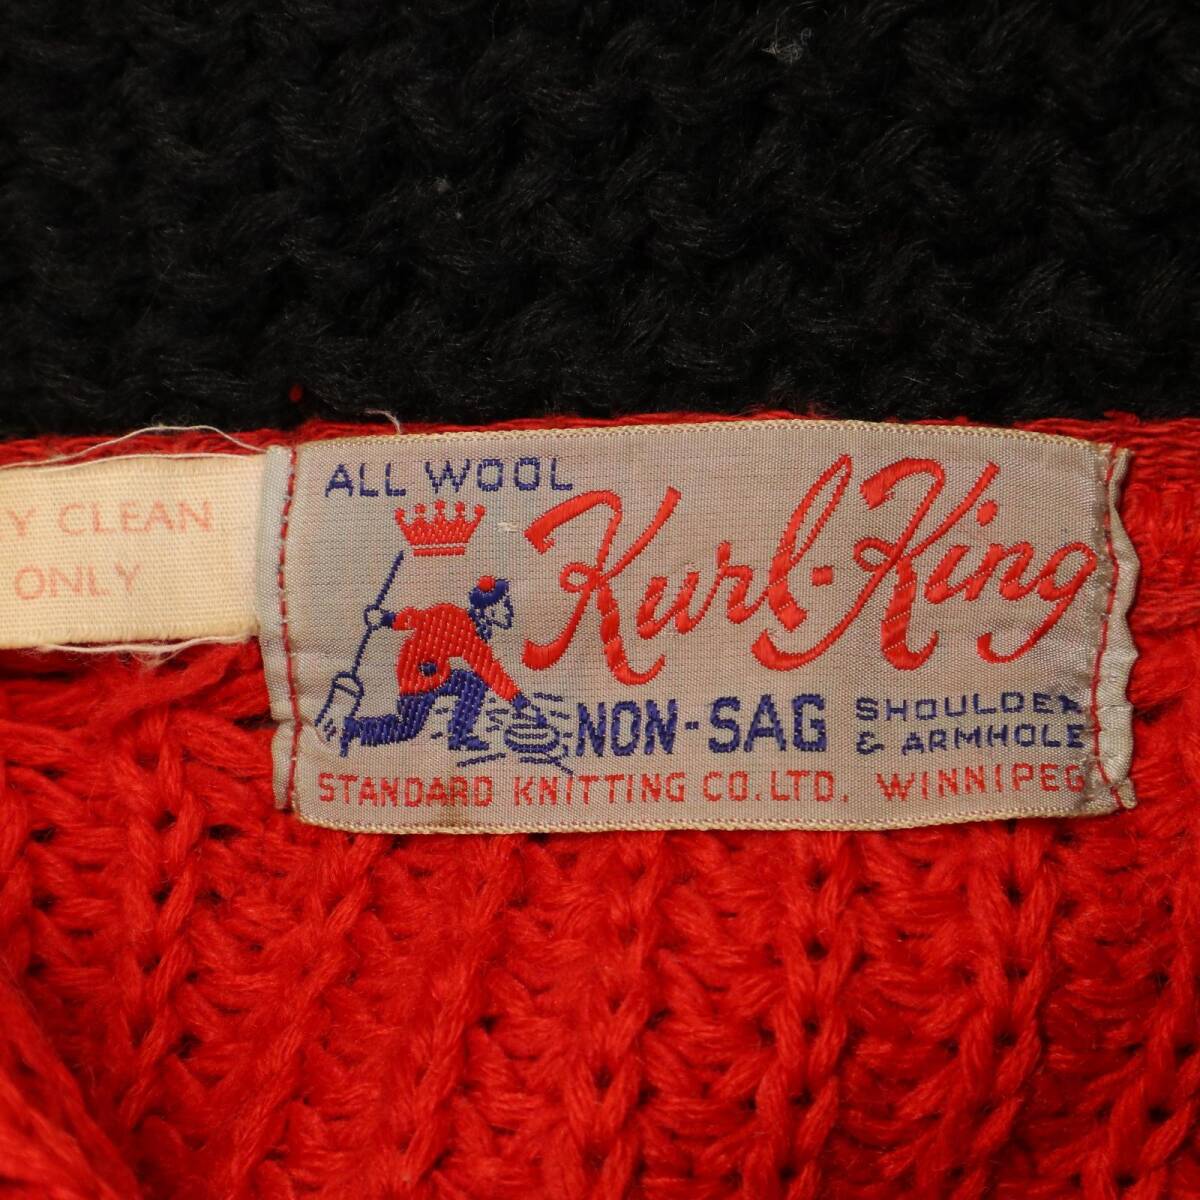 Y CLEAN
ONLY
ALL WOOL
Kurl-King
NON-SAG SHOULDER
& ARMHOLE
STANDARD KNITTING CO. LTD. WINNIPEG